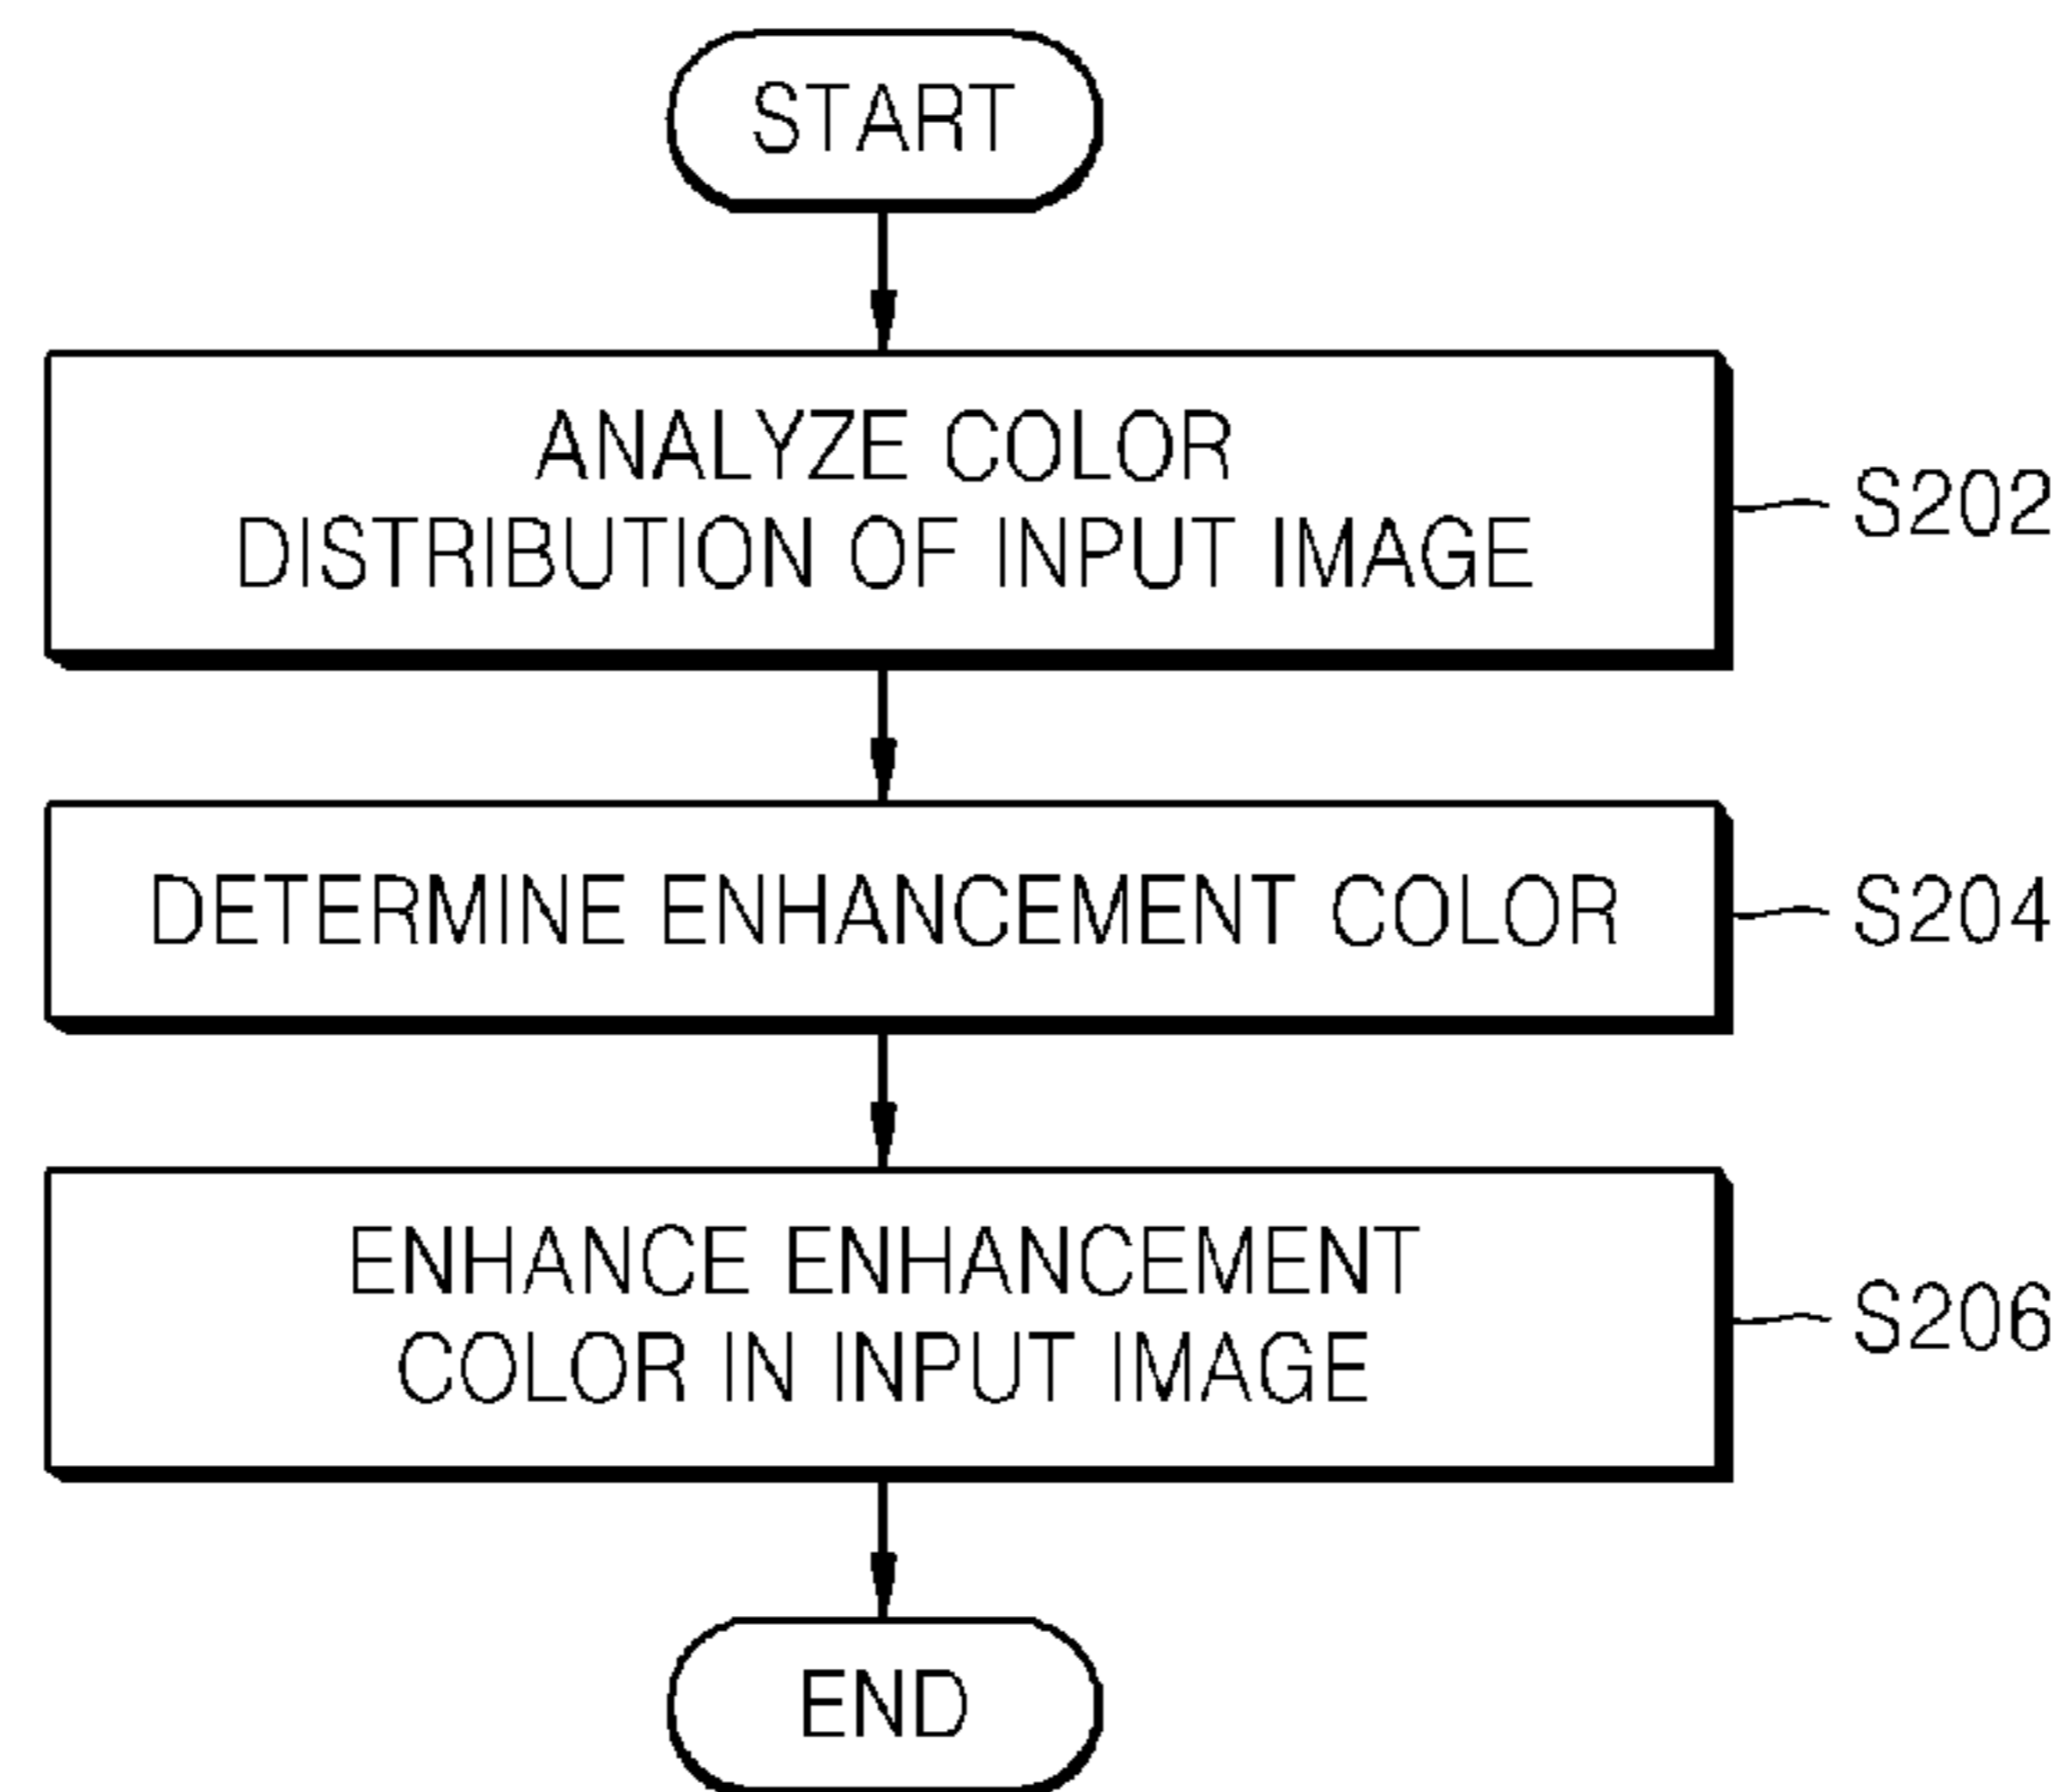 START
ANALYZE COLOR
DISTRIBUTION OF INPUT IMAGE
S202
DETERMINE ENHANCEMENT COLOR
S204
ENHANCE ENHANCEMENT
COLOR IN INPUT IMAGE
S206
END